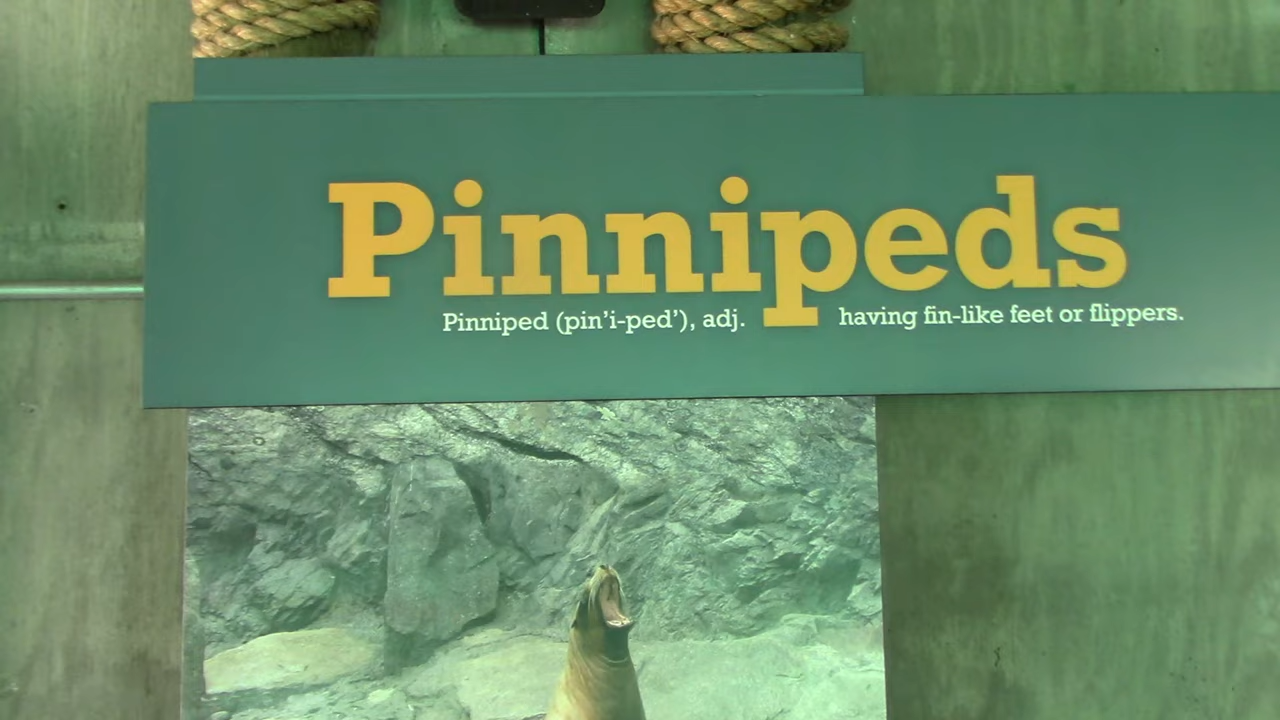 Pinnipeds
Pinniped (pin’i-ped’), adj. having fin-like feet or flippers.